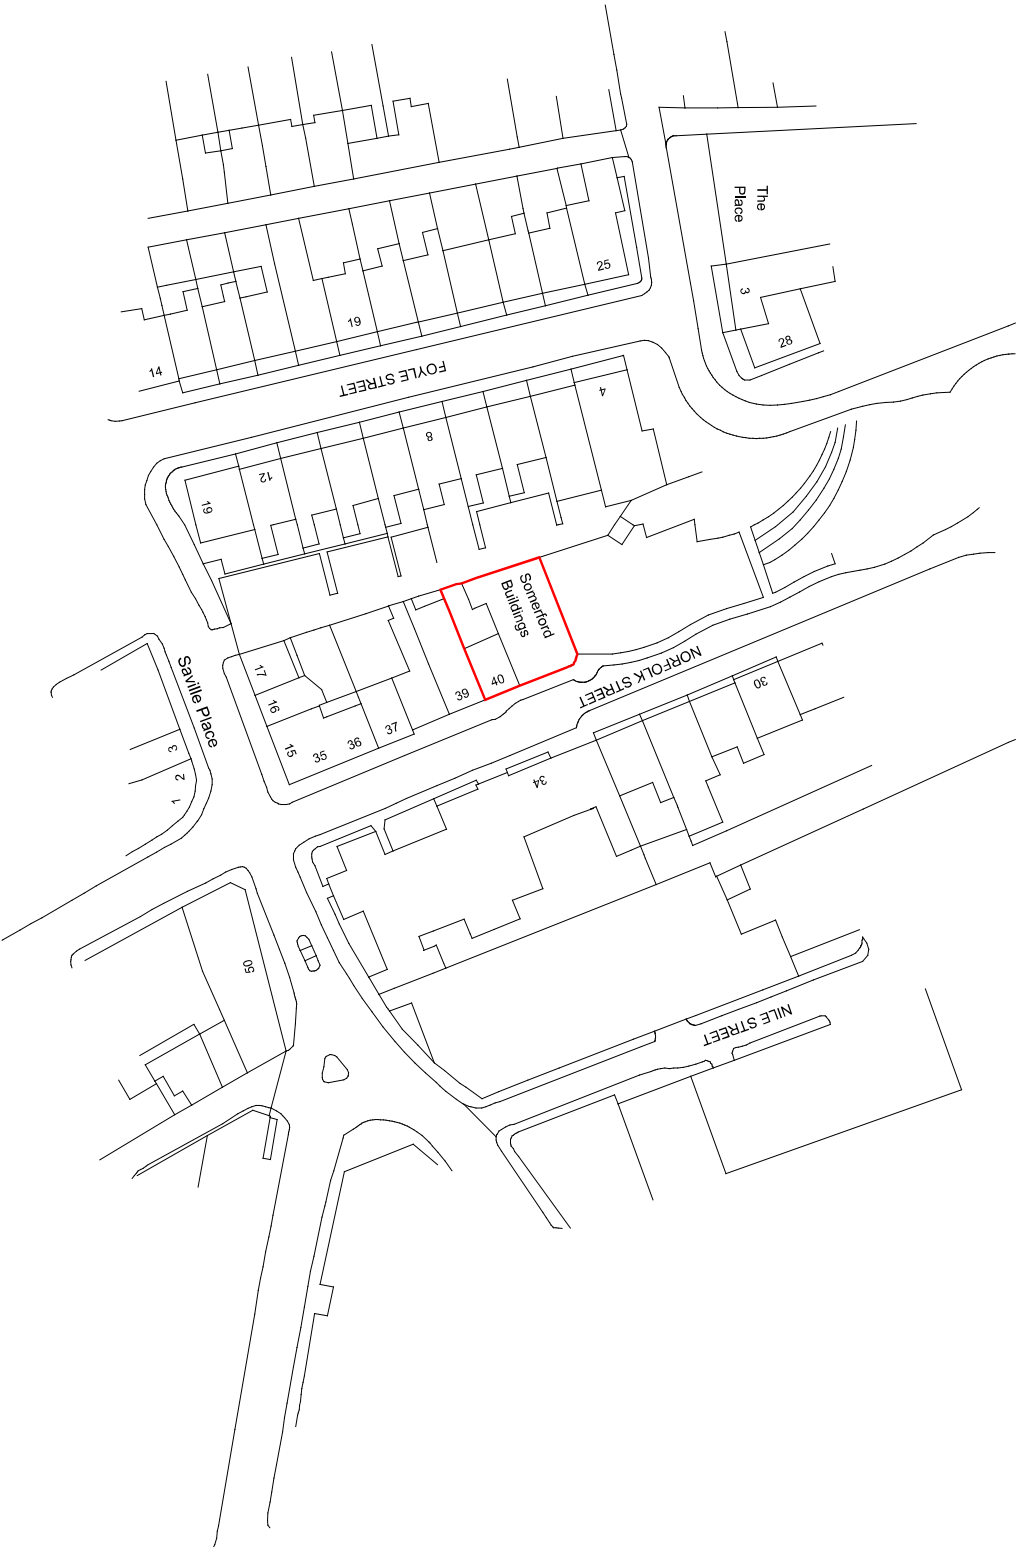 The
Place
3
28
25
19
14
FOYLE STREET
4
8
12
19
Somerford
Buildings
40
39
37
36
35
15
16
17
NORFOLK STREET
30
34
Saville Place
3
2
1
50
NILE STREET